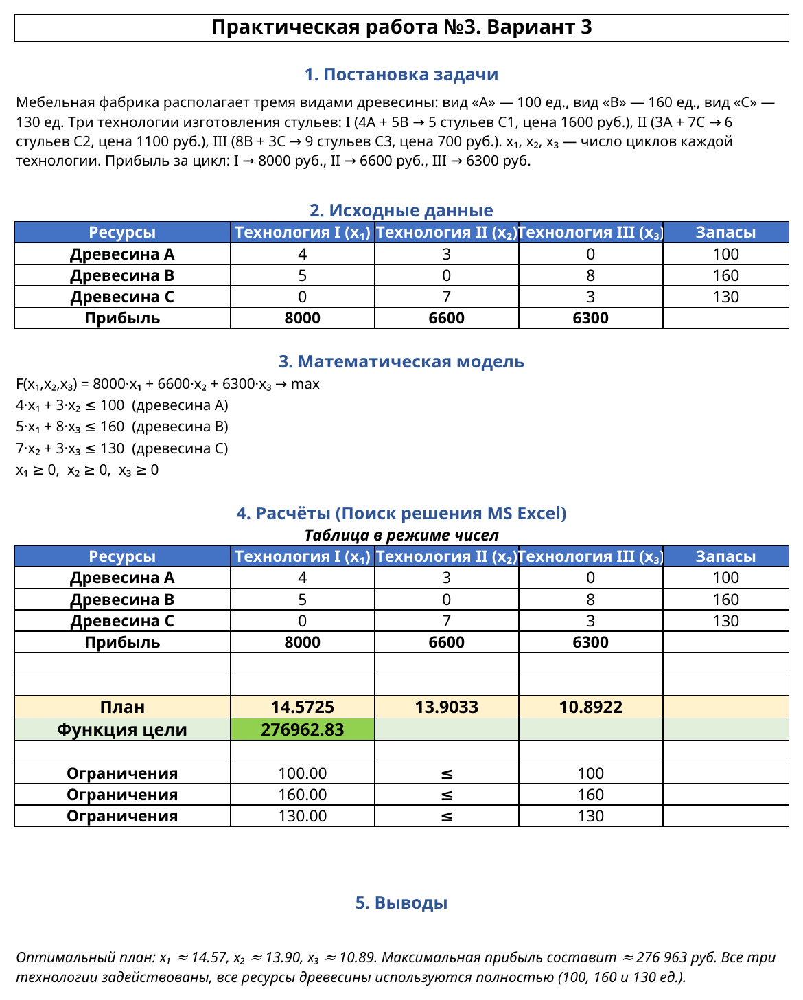 Практическая работа №3. Вариант 3
1. Постановка задачи
Мебельная фабрика располагает тремя видами древесины: вид «А» — 100 ед., вид «В» — 160 ед., вид «С» —
130 ед. Три технологии изготовления стульев: I (4А + 5В → 5 стульев С1, цена 1600 руб.), II (3А + 7С → 6
стульев С2, цена 1100 руб.), III (8В + 3С → 9 стульев С3, цена 700 руб.). x₁, x₂, x₃ — число циклов каждой
технологии. Прибыль за цикл: I → 8000 руб., II → 6600 руб., III → 6300 руб.
2. Исходные данные
Ресурсы Технология I (x₁) Технология II (x₂) Технология III (x₃) Запасы
Древесина А 4 3 0 100
Древесина В 5 0 8 160
Древесина С 0 7 3 130
Прибыль 8000 6600 6300
3. Математическая модель
F(x₁,x₂,x₃) = 8000·x₁ + 6600·x₂ + 6300·x₃ → max
4·x₁ + 3·x₂ ≤ 100 (древесина А)
5·x₁ + 8·x₃ ≤ 160 (древесина В)
7·x₂ + 3·x₃ ≤ 130 (древесина С)
x₁ ≥ 0, x₂ ≥ 0, x₃ ≥ 0
4. Расчёты (Поиск решения MS Excel)
Таблица в режиме чисел
Ресурсы Технология I (x₁) Технология II (x₂) Технология III (x₃) Запасы
Древесина А 4 3 0 100
Древесина В 5 0 8 160
Древесина С 0 7 3 130
Прибыль 8000 6600 6300
План 14.5725 13.9033 10.8922
Функция цели 276962.83
Ограничения 100.00 ≤ 100
Ограничения 160.00 ≤ 160
Ограничения 130.00 ≤ 130
5. Выводы
Оптимальный план: x₁ ≈ 14.57, x₂ ≈ 13.90, x₃ ≈ 10.89. Максимальная прибыль составит ≈ 276 963 руб. Все три
технологии задействованы, все ресурсы древесины используются полностью (100, 160 и 130 ед.).